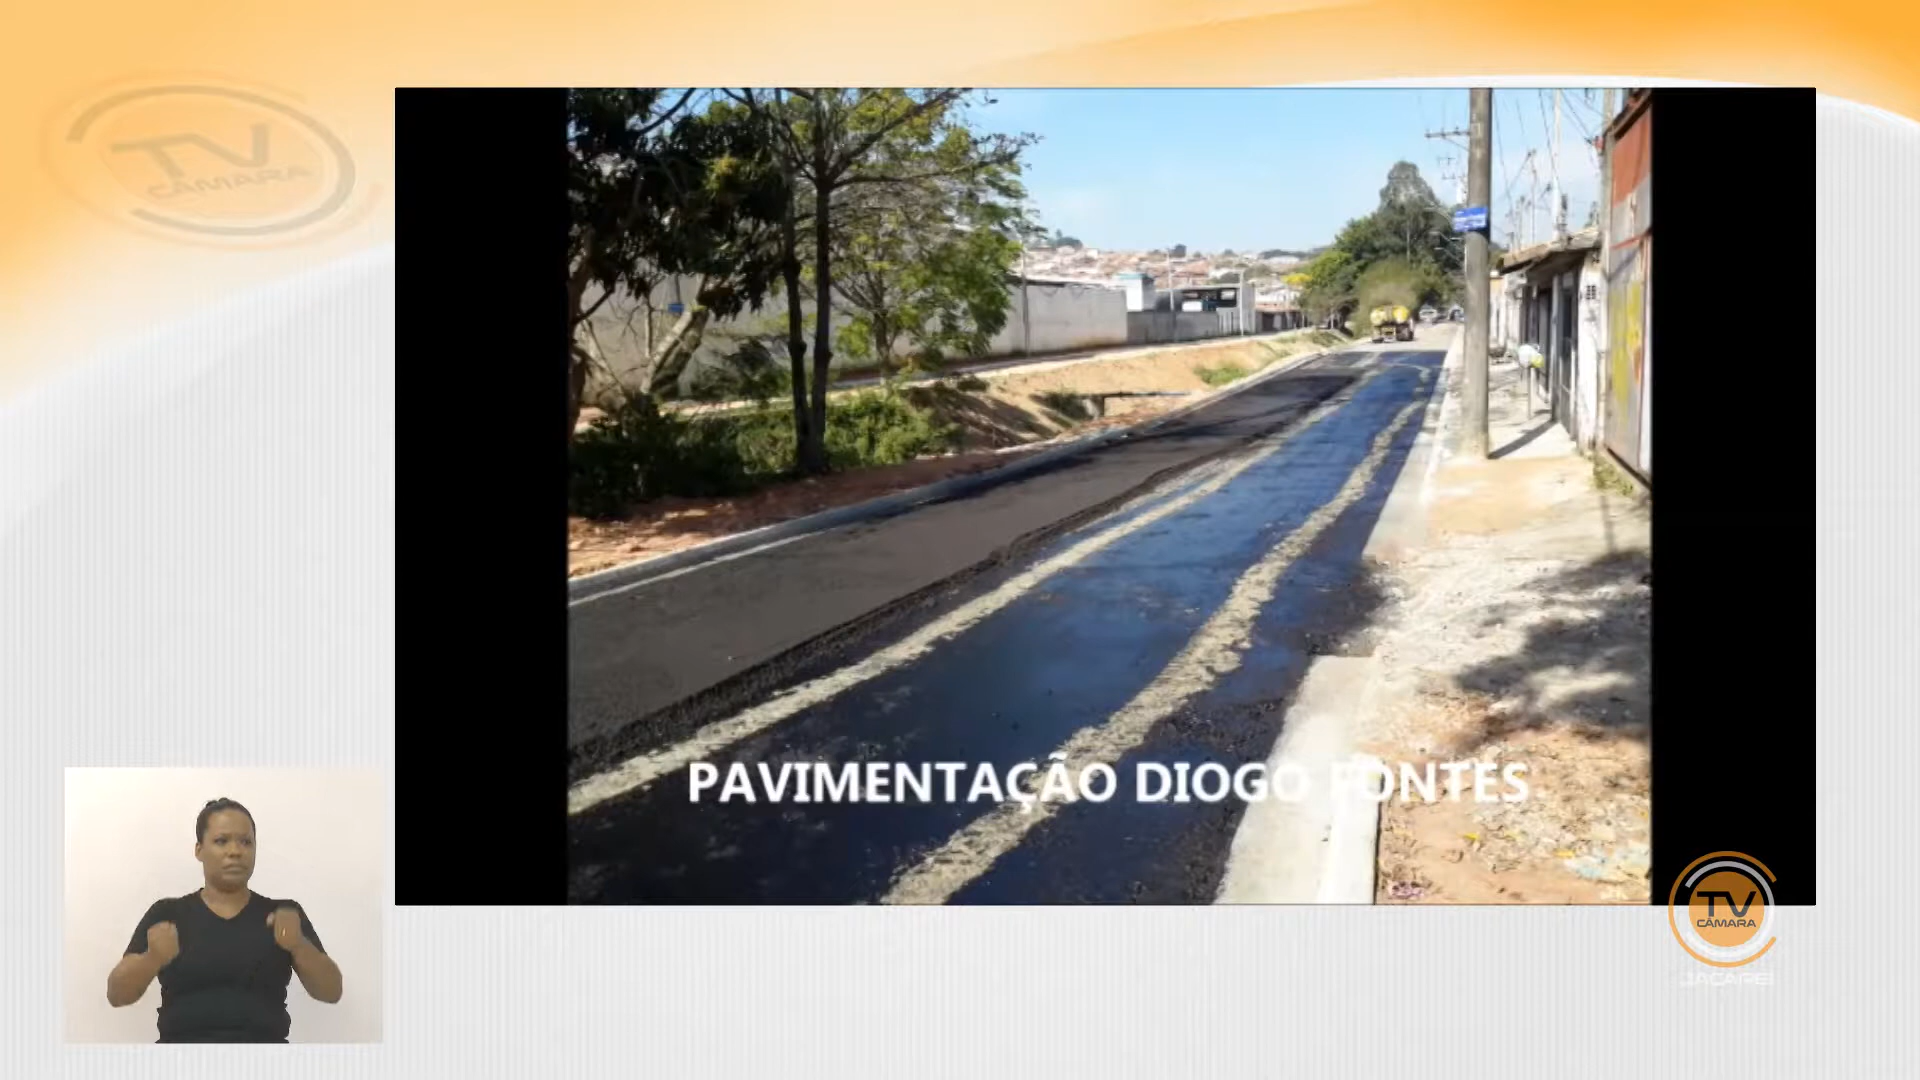 TV
CÂMARA
PAVIMENTAÇÃO DIOGO FONTES
TV
CÂMARA
JACAREÍ